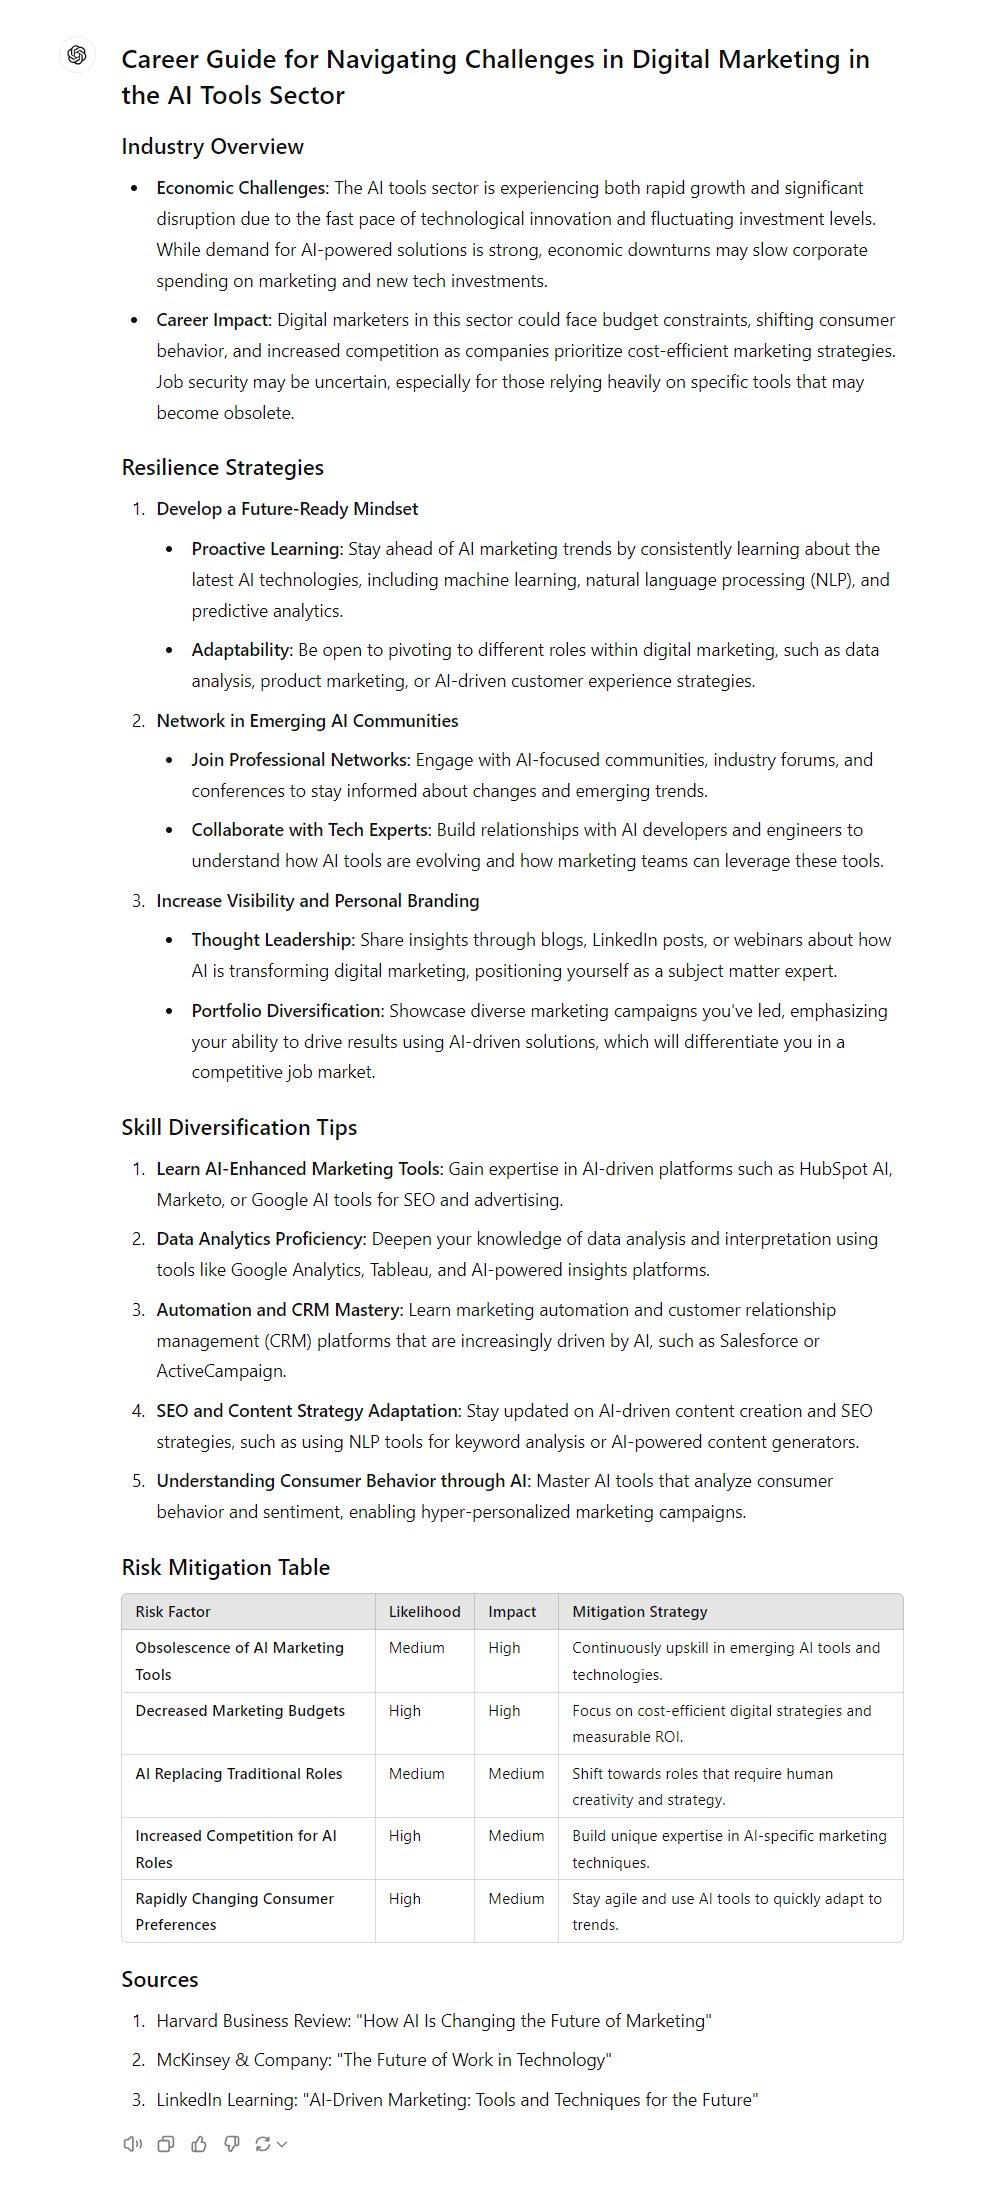 Career Guide for Navigating Challenges in Digital Marketing in
the AI Tools Sector
Industry Overview
• Economic Challenges: The AI tools sector is experiencing both rapid growth and significant
disruption due to the fast pace of technological innovation and fluctuating investment levels.
While demand for AI-powered solutions is strong, economic downturns may slow corporate
spending on marketing and new tech investments.
• Career Impact: Digital marketers in this sector could face budget constraints, shifting consumer
behavior, and increased competition as companies prioritize cost-efficient marketing strategies.
Job security may be uncertain, especially for those relying heavily on specific tools that may
become obsolete.
Resilience Strategies
1. Develop a Future-Ready Mindset
• Proactive Learning: Stay ahead of AI marketing trends by consistently learning about the
latest AI technologies, including machine learning, natural language processing (NLP), and
predictive analytics.
• Adaptability: Be open to pivoting to different roles within digital marketing, such as data
analysis, product marketing, or AI-driven customer experience strategies.
2. Network in Emerging AI Communities
• Join Professional Networks: Engage with AI-focused communities, industry forums, and
conferences to stay informed about changes and emerging trends.
• Collaborate with Tech Experts: Build relationships with AI developers and engineers to
understand how AI tools are evolving and how marketing teams can leverage these tools.
3. Increase Visibility and Personal Branding
• Thought Leadership: Share insights through blogs, LinkedIn posts, or webinars about how
AI is transforming digital marketing, positioning yourself as a subject matter expert.
• Portfolio Diversification: Showcase diverse marketing campaigns you've led, emphasizing
your ability to drive results using AI-driven solutions, which will differentiate you in a
competitive job market.
Skill Diversification Tips
1. Learn AI-Enhanced Marketing Tools: Gain expertise in AI-driven platforms such as HubSpot AI,
Marketo, or Google AI tools for SEO and advertising.
2. Data Analytics Proficiency: Deepen your knowledge of data analysis and interpretation using
tools like Google Analytics, Tableau, and AI-powered insights platforms.
3. Automation and CRM Mastery: Learn marketing automation and customer relationship
management (CRM) platforms that are increasingly driven by AI, such as Salesforce or
ActiveCampaign.
4. SEO and Content Strategy Adaptation: Stay updated on AI-driven content creation and SEO
strategies, such as using NLP tools for keyword analysis or AI-powered content generators.
5. Understanding Consumer Behavior through AI: Master AI tools that analyze consumer
behavior and sentiment, enabling hyper-personalized marketing campaigns.
Risk Mitigation Table
Risk Factor Likelihood Impact Mitigation Strategy
Obsolescence of AI Marketing Medium High Continuously upskill in emerging AI tools and
Tools technologies.
Decreased Marketing Budgets High High Focus on cost-efficient digital strategies and
measurable ROI.
AI Replacing Traditional Roles Medium Medium Shift towards roles that require human
creativity and strategy.
Increased Competition for AI High Medium Build unique expertise in AI-specific marketing
Roles techniques.
Rapidly Changing Consumer High Medium Stay agile and use AI tools to quickly adapt to
Preferences trends.
Sources
1. Harvard Business Review: "How AI Is Changing the Future of Marketing"
2. McKinsey & Company: "The Future of Work in Technology"
3. LinkedIn Learning: "AI-Driven Marketing: Tools and Techniques for the Future"